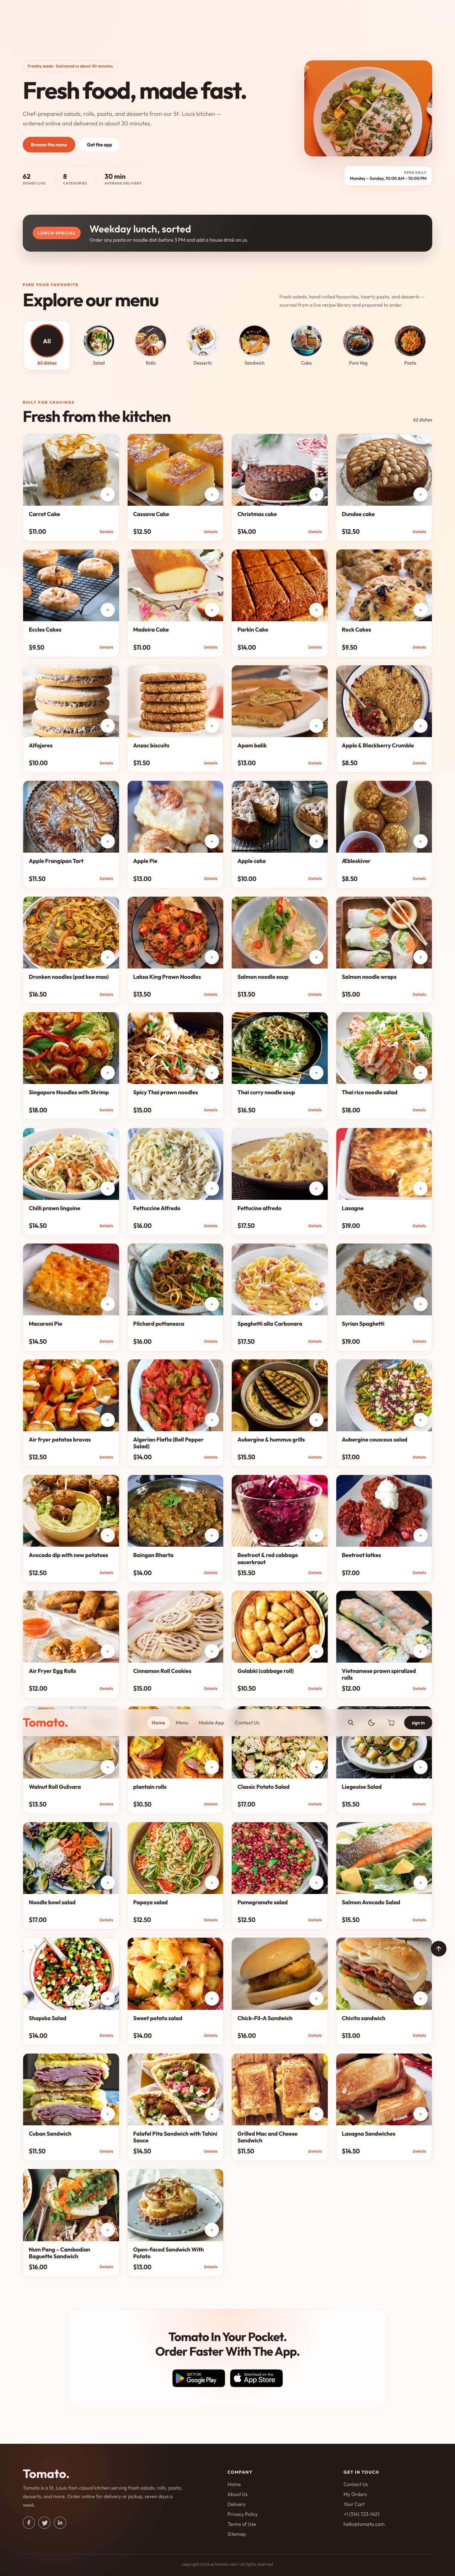 Freshly made · Delivered in about 30 minutes
Fresh food, made fast.
Chef-prepared salads, rolls, pasta, and desserts from our St. Louis kitchen —
ordered online and delivered in about 30 minutes.
Browse the menu
Get the app
62
DISHES LIVE
8
CATEGORIES
30 min
AVERAGE DELIVERY
OPEN DAILY
Monday – Sunday, 10:00 AM – 10:00 PM
LUNCH SPECIAL
Weekday lunch, sorted
Order any pasta or noodle dish before 3 PM and add a house drink on us.
FIND YOUR FAVOURITE
Explore our menu
Fresh salads, hand-rolled favourites, hearty pasta, and desserts —
sourced from a live recipe library and prepared to order.
All
All dishes
Salad
Rolls
Desserts
Sandwich
Cake
Pure Veg
Pasta
BUILT FOR CRAVINGS
Fresh from the kitchen
62 dishes
Carrot Cake
$11.00 Details
Cassava Cake
$12.50 Details
Christmas cake
$14.00 Details
Dundee cake
$12.50 Details
Eccles Cakes
$9.50 Details
Madeira Cake
$11.00 Details
Parkin Cake
$14.00 Details
Rock Cakes
$9.50 Details
Alfajores
$10.00 Details
Anzac biscuits
$11.50 Details
Apam balik
$13.00 Details
Apple & Blackberry Crumble
$8.50 Details
Apple Frangipan Tart
$11.50 Details
Apple Pie
$13.00 Details
Apple cake
$10.00 Details
Æbleskiver
$8.50 Details
Drunken noodles (pad kee mao)
$16.50 Details
Laksa King Prawn Noodles
$13.50 Details
Salmon noodle soup
$13.50 Details
Salmon noodle wraps
$15.00 Details
Singapore Noodles with Shrimp
$18.00 Details
Spicy Thai prawn noodles
$15.00 Details
Thai curry noodle soup
$16.50 Details
Thai rice noodle salad
$18.00 Details
Chilli prawn linguine
$14.50 Details
Fettuccine Alfredo
$16.00 Details
Fettucine alfredo
$17.50 Details
Lasagne
$19.00 Details
Macaroni Pie
$14.50 Details
Pilchard puttanesca
$16.00 Details
Spaghetti alla Carbonara
$17.50 Details
Syrian Spaghetti
$19.00 Details
Air fryer patatas bravas
$12.50 Details
Algerian Flafla (Bell Pepper
Salad)
$14.00 Details
Aubergine & hummus grills
$15.50 Details
Aubergine couscous salad
$17.00 Details
Avocado dip with new potatoes
$12.50 Details
Baingan Bharta
$14.00 Details
Beetroot & red cabbage
sauerkraut
$15.50 Details
Beetroot latkes
$17.00 Details
Air Fryer Egg Rolls
$12.00 Details
Cinnamon Roll Cookies
$15.00 Details
Golabki (cabbage roll)
$10.50 Details
Vietnamese prawn spiralized
rolls
$12.00 Details
Tomato.
Home
Menu
Mobile App
Contact Us
sign in
Walnut Roll Gužvara
$13.50 Details
plantain rolls
$10.50 Details
Classic Potato Salad
$17.00 Details
Liegeoise Salad
$15.50 Details
Noodle bowl salad
$17.00 Details
Papaya salad
$12.50 Details
Pomegranate salad
$12.50 Details
Salmon Avocado Salad
$15.50 Details
Shopska Salad
$14.00 Details
Sweet potato salad
$14.00 Details
Chick-Fil-A Sandwich
$16.00 Details
Chivito sandwich
$13.00 Details
Cuban Sandwich
$11.50 Details
Falafel Pita Sandwich with Tahini
Sauce
$14.50 Details
Grilled Mac and Cheese
Sandwich
$11.50 Details
Lasagna Sandwiches
$14.50 Details
Num Pang – Cambodian
Baguette Sandwich
$16.00 Details
Open-faced Sandwich With
Potato
$13.00 Details
Tomato In Your Pocket.
Order Faster With The App.
GET IT ON
Google Play
Download on the
App Store
Tomato.
Tomato is a St. Louis fast-casual kitchen serving fresh salads, rolls, pasta,
desserts, and more. Order online for delivery or pickup, seven days a
week.
COMPANY
Home
About Us
Delivery
Privacy Policy
Terms of Use
Sitemap
GET IN TOUCH
Contact Us
My Orders
Your Cart
+1 (314) 723-1421
hello@tomato.com
copyright 2026 @ tomato.com | all rights reserved